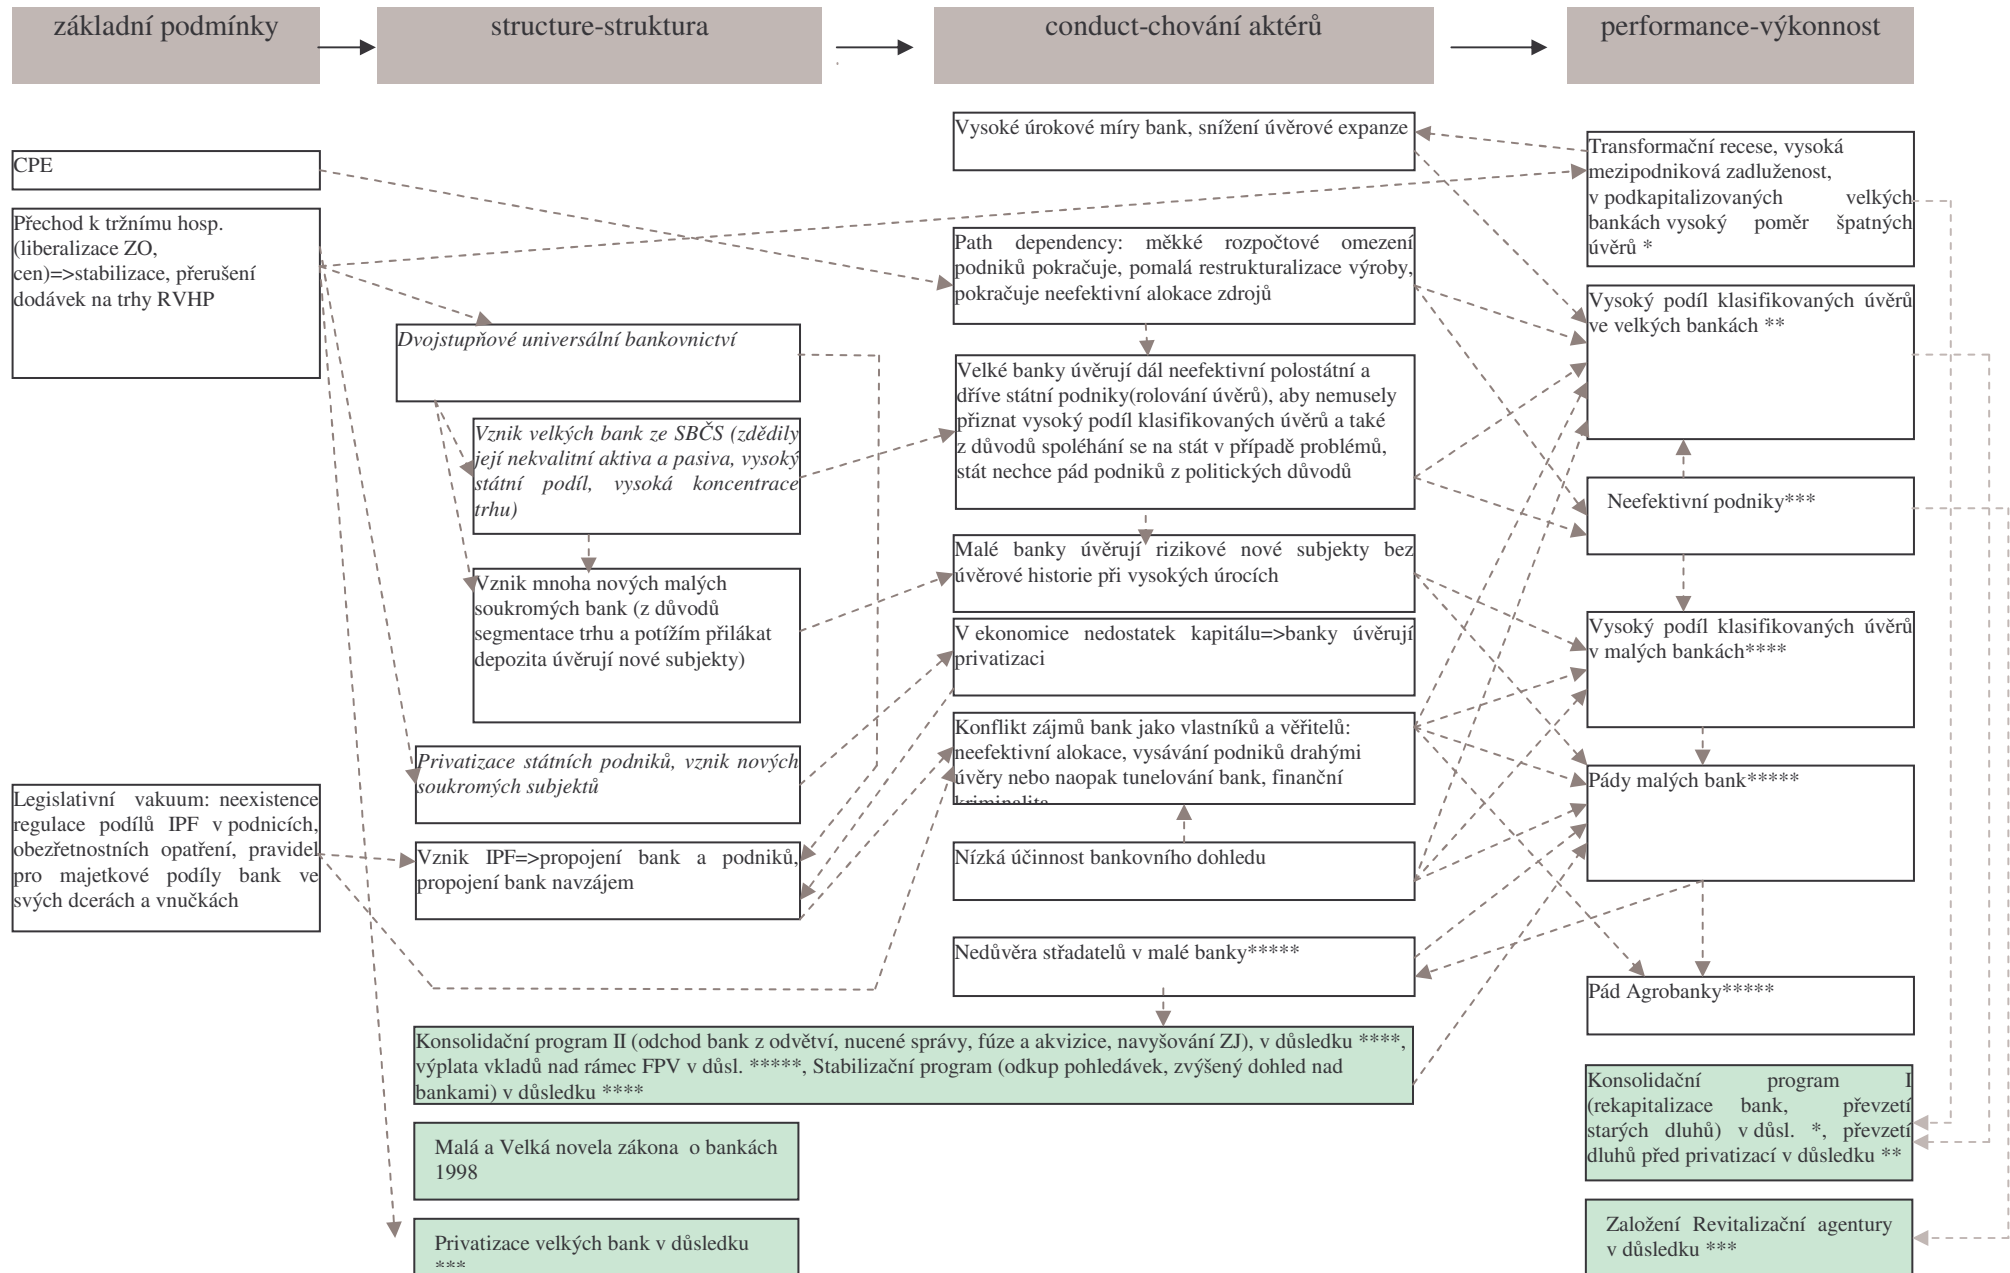 základní podmínky
structure-struktura
conduct-chování aktérů
performance-výkonnost
CPE
Přechod k tržnímu hosp.
(liberalizace ZO,
cen)=>stabilizace, přerušení
dodávek na trhy RVHP
Legislativní vakuum: neexistence
regulace podílů IPF v podnicích,
obezřetnostních opatření, pravidel
pro majetkové podíly bank ve
svých dcerách a vnučkách
Dvojstupňové universální bankovnictví
Vznik velkých bank ze SBČS (zdědily
její nekvalitní aktiva a pasiva, vysoký
státní podíl, vysoká koncentrace
trhu)
Vznik mnoha nových malých
soukromých bank (z důvodů
segmentace trhu a potížím přilákat
depozita úvěrují nové subjekty)
Privatizace státních podniků, vznik nových
soukromých subjektů
Vznik IPF=>propojení bank a podniků,
propojení bank navzájem
Vysoké úrokové míry bank, snížení úvěrové expanze
Path dependency: měkké rozpočtové omezení
podniků pokračuje, pomalá restrukturalizace výroby,
pokračuje neefektivní alokace zdrojů
Velké banky úvěrují dál neefektivní polostátní a
dříve státní podniky(rolování úvěrů), aby nemusely
přiznat vysoký podíl klasifikovaných úvěrů a také
z důvodů spoléhání se na stát v případě problémů,
stát nechce pád podniků z politických důvodů
Malé banky úvěrují rizikové nové subjekty bez
úvěrové historie při vysokých úrocích
V ekonomice nedostatek kapitálu=>banky úvěrují
privatizaci
Konflikt zájmů bank jako vlastníků a věřitelů:
neefektivní alokace, vysávání podniků drahými
úvěry nebo naopak tunelování bank, finanční
kriminalita
Nízká účinnost bankovního dohledu
Nedůvěra střadatelů v malé banky*****
Transformační recese, vysoká
mezipodniková zadluženost,
v podkapitalizovaných velkých
bankách vysoký poměr špatných
úvěrů *
Vysoký podíl klasifikovaných úvěrů
ve velkých bankách **
Neefektivní podniky***
Vysoký podíl klasifikovaných úvěrů
v malých bankách****
Pády malých bank*****
Pád Agrobanky*****
Konsolidační program II (odchod bank z odvětví, nucené správy, fúze a akvizice, navyšování ZJ), v důsledku ****,
výplata vkladů nad rámec FPV v důsl. *****, Stabilizační program (odkup pohledávek, zvýšený dohled nad
bankami) v důsledku ****
Malá a Velká novela zákona o bankách
1998
Privatizace velkých bank v důsledku
***
Konsolidační program I
(rekapitalizace bank, převzetí
starých dluhů) v důsl. *, převzetí
dluhů před privatizací v důsledku **
Založení Revitalizační agentury
v důsledku ***